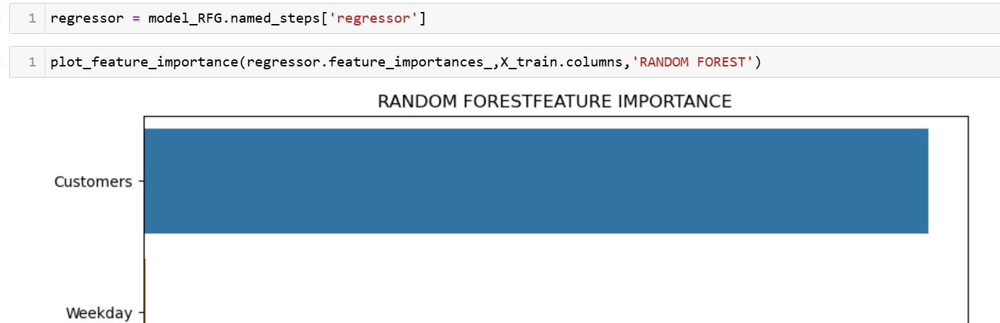 1 regressor = model_RFG.named_steps['regressor']
1 plot_feature_importance(regressor.feature_importances_,X_train.columns,'RANDOM FOREST')
RANDOM FORESTFEATURE IMPORTANCE
Customers
Weekday